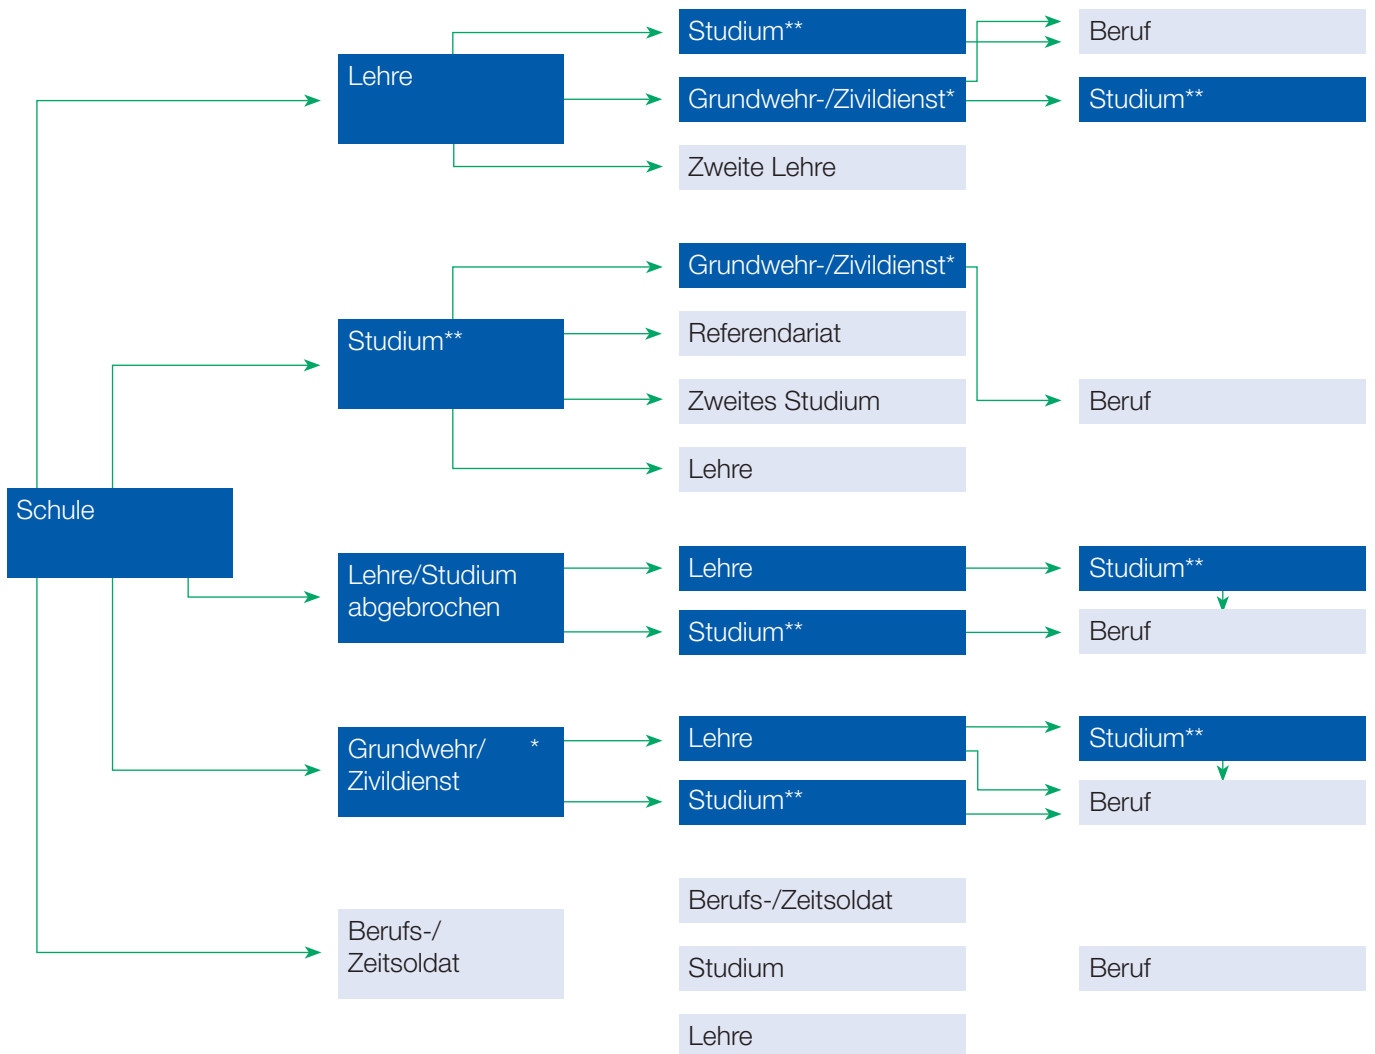 Studium**
Beruf
Lehre
Grundwehr-/Zivildienst*
Studium**
Zweite Lehre
Grundwehr-/Zivildienst*
Studium**
Referendariat
Zweites Studium
Beruf
Lehre
Schule
Lehre/Studium
abgebrochen
Lehre
Studium**
Studium**
Beruf
Grundwehr/ *
Zivildienst
Lehre
Studium**
Studium**
Beruf
Berufs-/Zeitsoldat
Berufs-/
Zeitsoldat
Studium
Beruf
Lehre